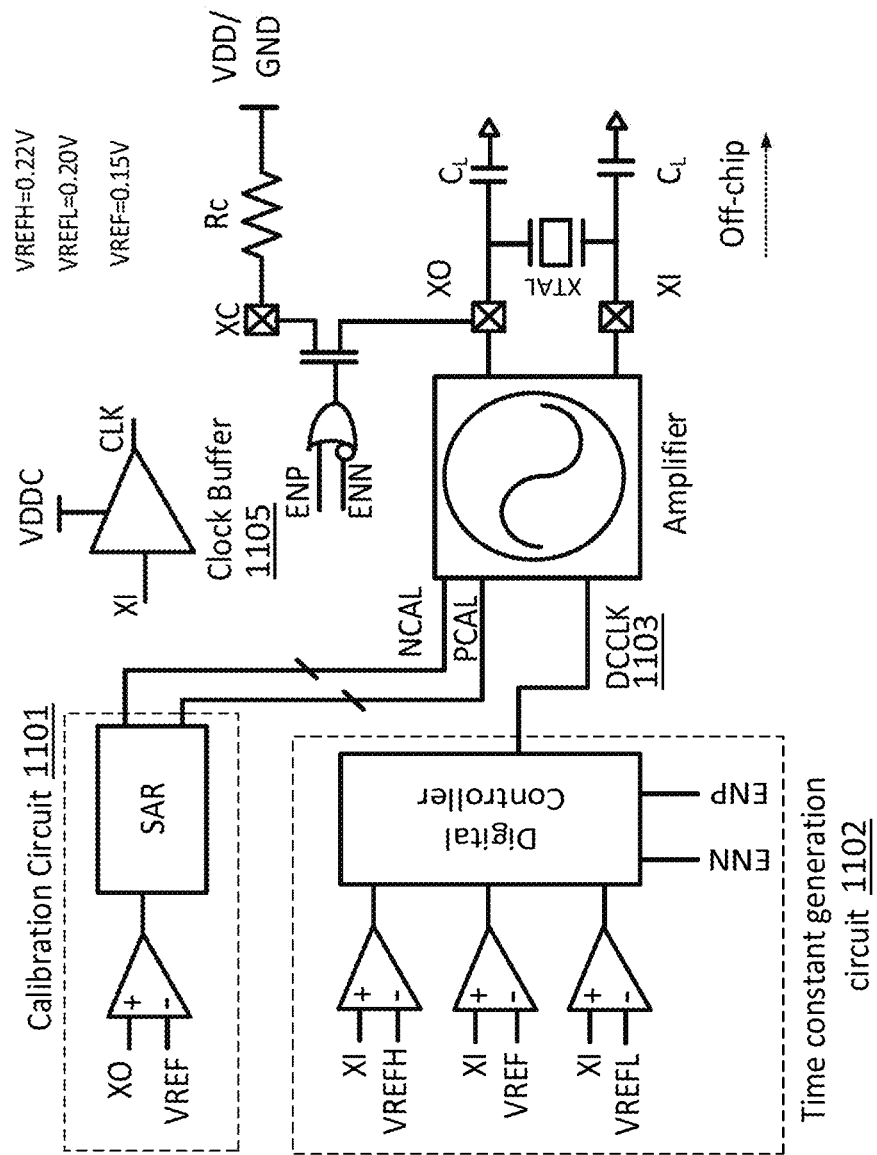 VREFH=0.22V
VREFL=0.20V
VREF=0.15V
VDD/
GND
Rc
XC
VDDC
XI
CLK
Clock Buffer
1105
ENP
ENN
XO
CL
XTAL
XI
CL
Off-chip
Amplifier
Calibration Circuit 1101
XO
VREF
+
-
SAR
NCAL
PCAL
DCCLK
1103
XI
VREFH
+
-
XI
VREF
+
-
XI
VREFL
+
-
Digital
Controller
ENN
ENP
Time constant generation
circuit 1102